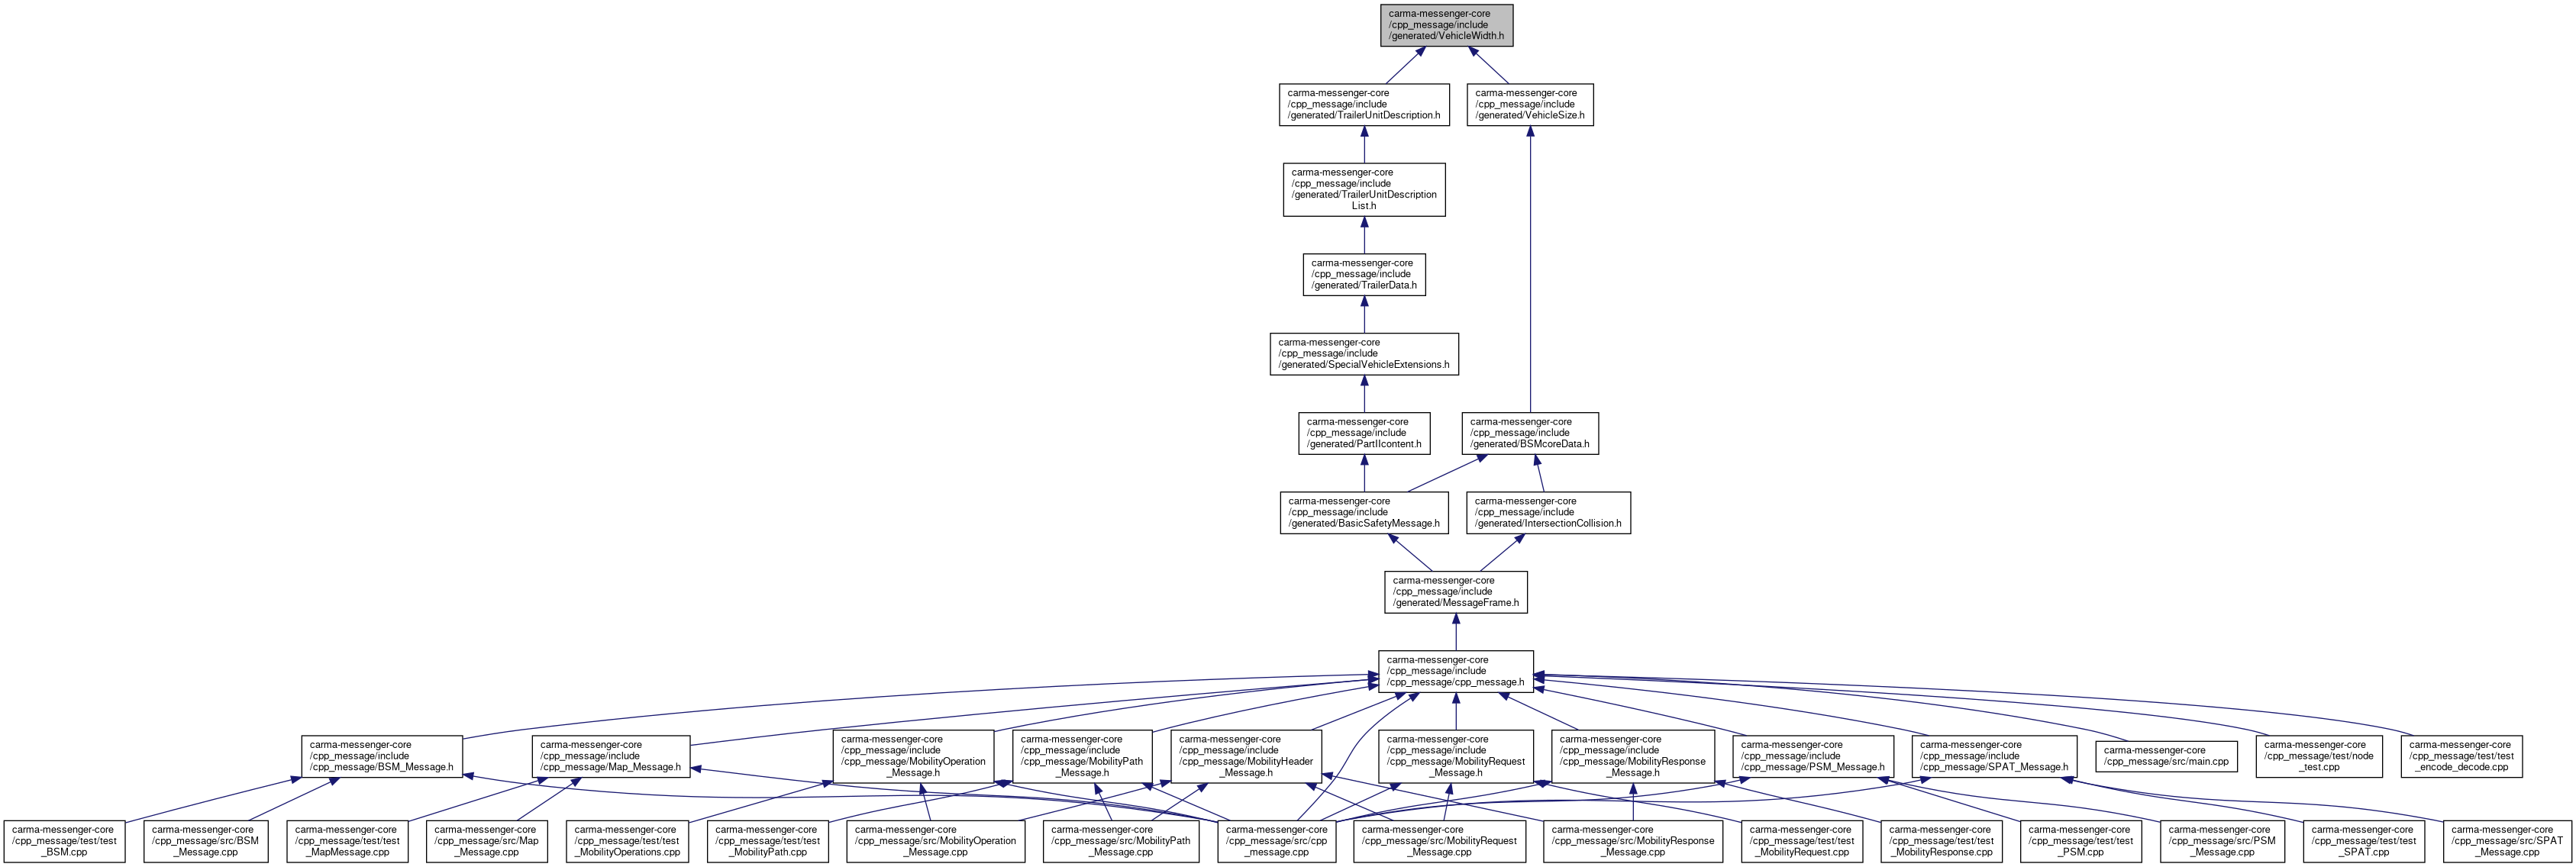 carma-messenger-core
/cpp_message/include
/generated/VehicleWidth.h
carma-messenger-core
/cpp_message/include
/generated/TrailerUnitDescription.h
carma-messenger-core
/cpp_message/include
/generated/VehicleSize.h
carma-messenger-core
/cpp_message/include
/generated/TrailerUnitDescription
List.h
carma-messenger-core
/cpp_message/include
/generated/TrailerData.h
carma-messenger-core
/cpp_message/include
/generated/SpecialVehicleExtensions.h
carma-messenger-core
/cpp_message/include
/generated/PartIIcontent.h
carma-messenger-core
/cpp_message/include
/generated/BSMcoreData.h
carma-messenger-core
/cpp_message/include
/generated/BasicSafetyMessage.h
carma-messenger-core
/cpp_message/include
/generated/IntersectionCollision.h
carma-messenger-core
/cpp_message/include
/generated/MessageFrame.h
carma-messenger-core
/cpp_message/include
/cpp_message/cpp_message.h
carma-messenger-core
/cpp_message/include
/cpp_message/BSM_Message.h
carma-messenger-core
/cpp_message/include
/cpp_message/Map_Message.h
carma-messenger-core
/cpp_message/include
/cpp_message/MobilityOperation
_Message.h
carma-messenger-core
/cpp_message/include
/cpp_message/MobilityPath
_Message.h
carma-messenger-core
/cpp_message/include
/cpp_message/MobilityHeader
_Message.h
carma-messenger-core
/cpp_message/include
/cpp_message/MobilityRequest
_Message.h
carma-messenger-core
/cpp_message/include
/cpp_message/MobilityResponse
_Message.h
carma-messenger-core
/cpp_message/include
/cpp_message/PSM_Message.h
carma-messenger-core
/cpp_message/include
/cpp_message/SPAT_Message.h
carma-messenger-core
/cpp_message/src/main.cpp
carma-messenger-core
/cpp_message/test/node
_test.cpp
carma-messenger-core
/cpp_message/test/test
_encode_decode.cpp
carma-messenger-core
/cpp_message/test/test
_BSM.cpp
carma-messenger-core
/cpp_message/src/BSM
_Message.cpp
carma-messenger-core
/cpp_message/test/test
_MapMessage.cpp
carma-messenger-core
/cpp_message/src/Map
_Message.cpp
carma-messenger-core
/cpp_message/test/test
_MobilityOperations.cpp
carma-messenger-core
/cpp_message/test/test
_MobilityPath.cpp
carma-messenger-core
/cpp_message/src/MobilityOperation
_Message.cpp
carma-messenger-core
/cpp_message/src/MobilityPath
_Message.cpp
carma-messenger-core
/cpp_message/src/cpp
_message.cpp
carma-messenger-core
/cpp_message/src/MobilityRequest
_Message.cpp
carma-messenger-core
/cpp_message/src/MobilityResponse
_Message.cpp
carma-messenger-core
/cpp_message/test/test
_MobilityRequest.cpp
carma-messenger-core
/cpp_message/test/test
_MobilityResponse.cpp
carma-messenger-core
/cpp_message/test/test
_PSM.cpp
carma-messenger-core
/cpp_message/src/PSM
_Message.cpp
carma-messenger-core
/cpp_message/test/test
_SPAT.cpp
carma-messenger-core
/cpp_message/src/SPAT
_Message.cpp